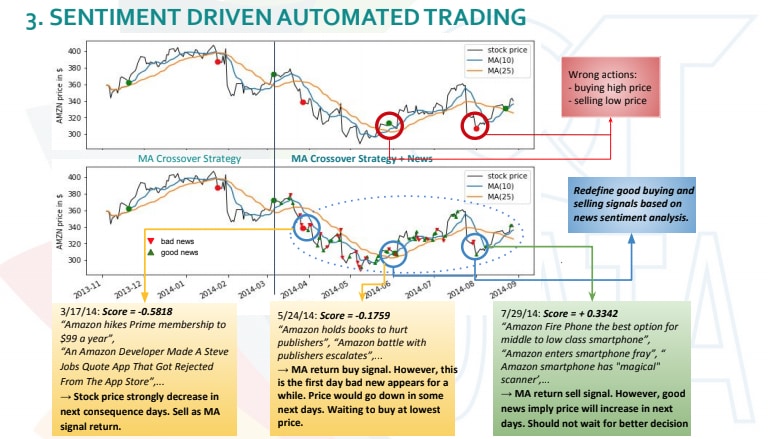 3. SENTIMENT DRIVEN AUTOMATED TRADING
400
380
360
340
320
300
AMZN price in $
stock price
MA(10)
MA(25)
Wrong actions:
- buying high price
- selling low price
MA Crossover Strategy
MA Crossover Strategy + News
400
380
360
340
320
300
AMZN price in $
stock price
MA(10)
MA(25)
bad news
good news
2013-11
2013-12
2014-01
2014-02
2014-03
2014-04
2014-05
2014-06
2014-07
2014-08
2014-09
Redefine good buying and
selling signals based on
news sentiment analysis.
3/17/14: Score = -0.5818
“Amazon hikes Prime membership to
$99 a year”,
“An Amazon Developer Made A Steve
Jobs Quote App That Got Rejected
From The App Store”,...
→ Stock price strongly decrease in
next consequence days. Sell as MA
signal return.
5/24/14: Score = -0.1759
“Amazon holds books to hurt
publishers”, “Amazon battle with
publishers escalates”,...
→ MA return buy signal. However, this
is the first day bad new appears for a
while. Price would go down in some
next days. Waiting to buy at lowest
price.
7/29/14: Score = + 0.3342
“Amazon Fire Phone the best option for
middle to low class smartphone”,
“Amazon enters smartphone fray”, “
Amazon smartphone has "magical"
scanner’,...
→ MA return sell signal. However, good
news imply price will increase in next
days. Should not wait for better decision